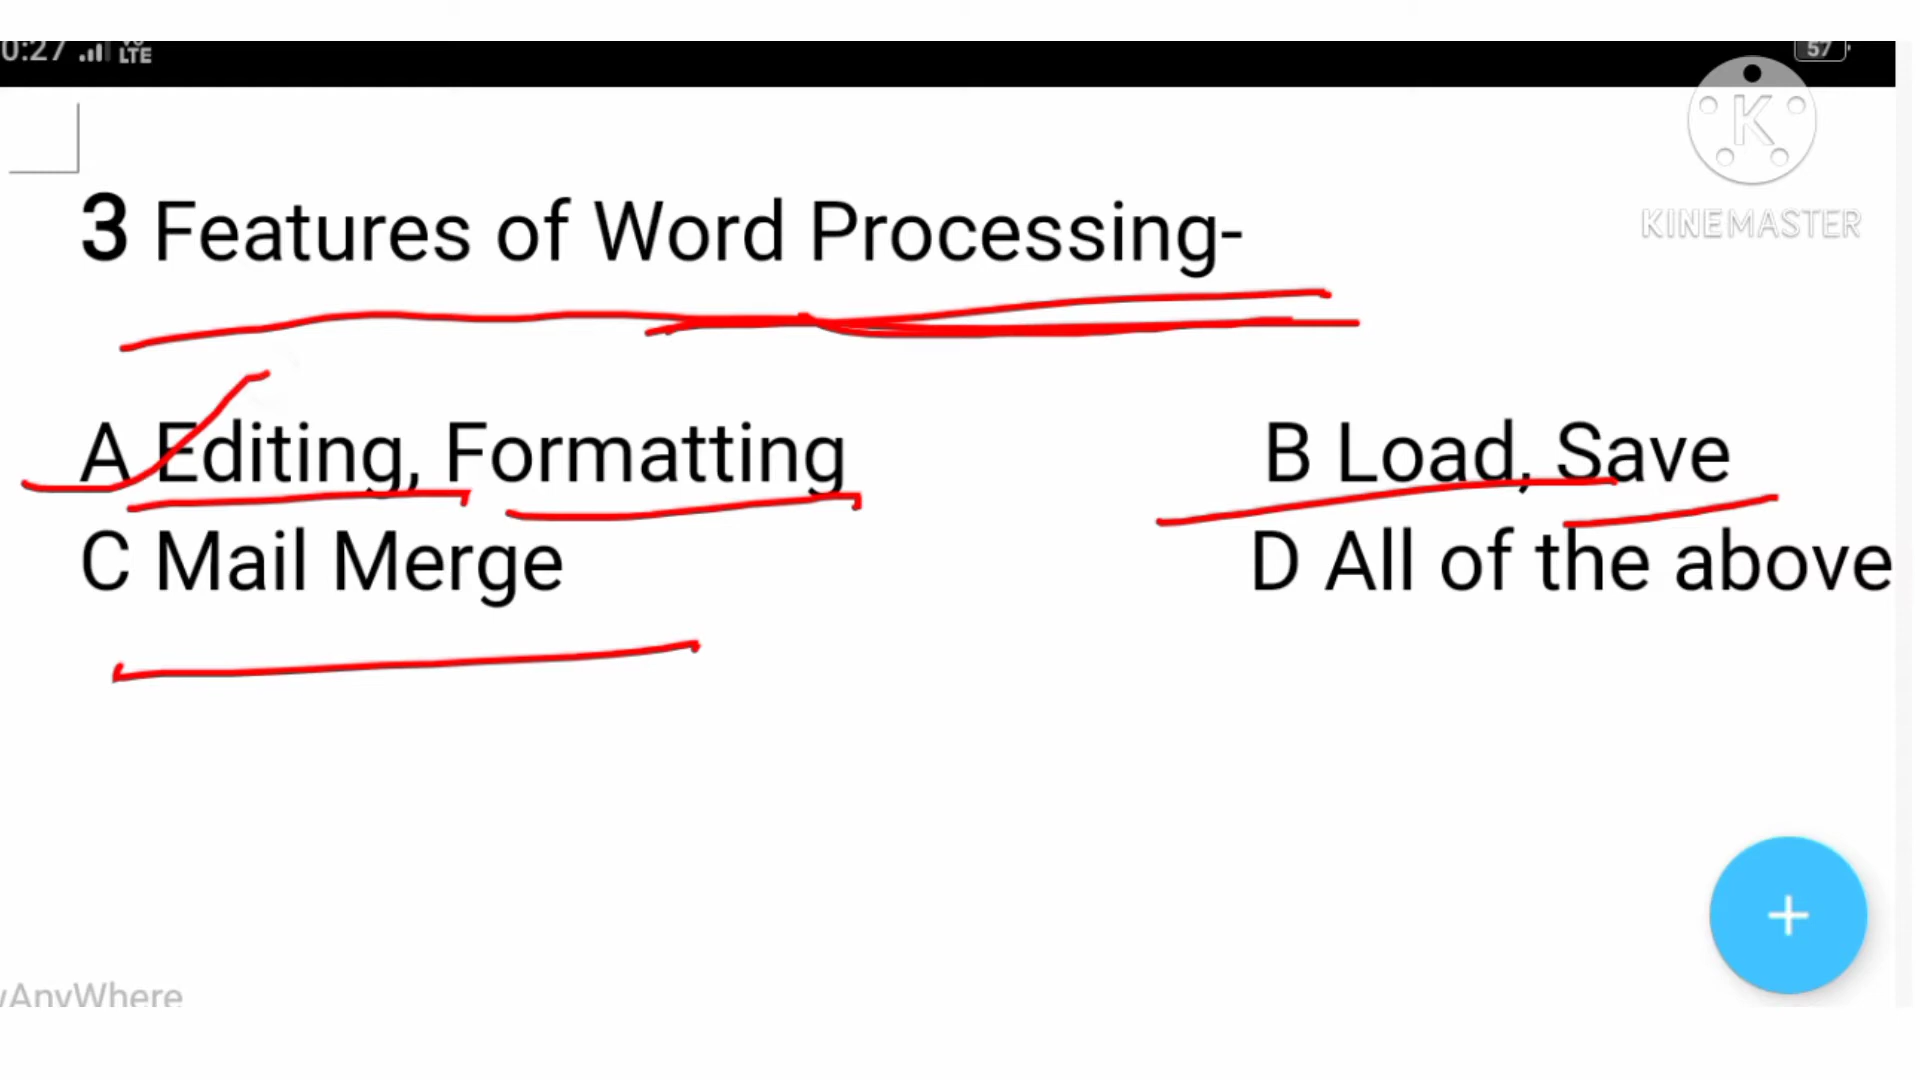 0:27 LTE 57
KINEMASTER
3 Features of Word Processing-
A Editing, Formatting B Load, Save
C Mail Merge D All of the above
AnyWhere